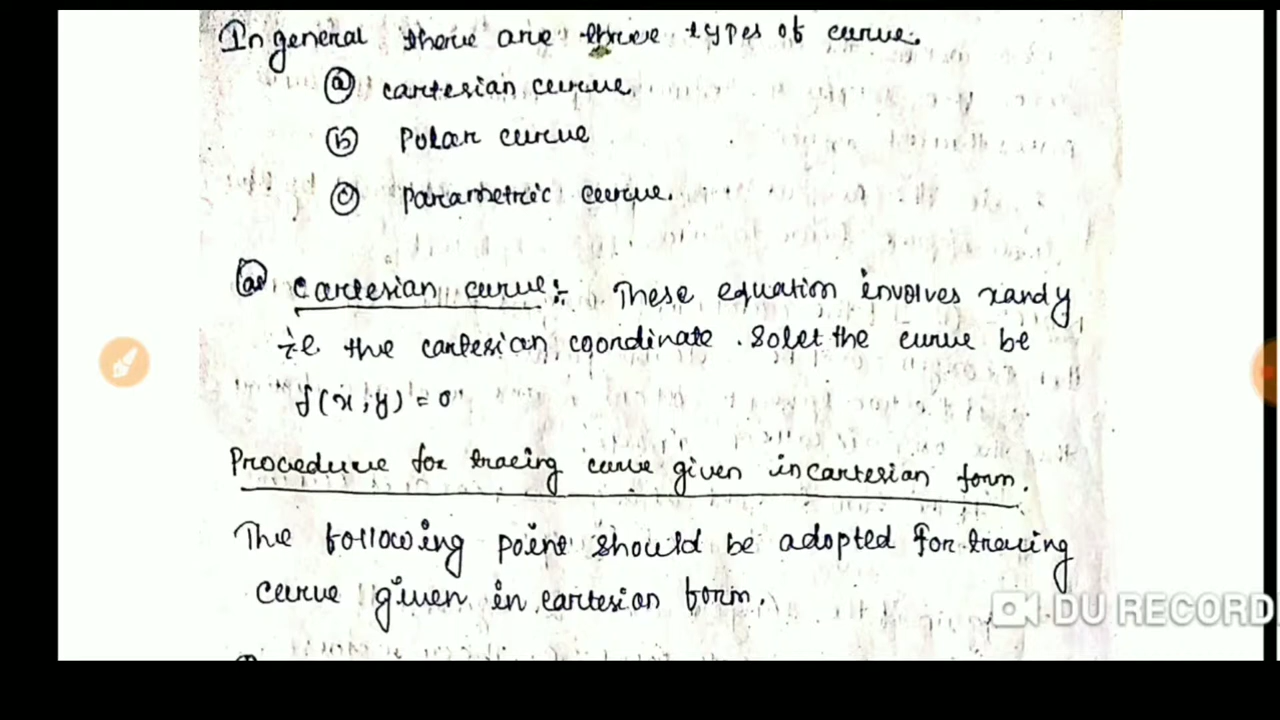 In general there are three types of curve.
(a) cartesian curve
(b) Polar curve
(c) parametric curve.
(a) Cartesian curve :- These equation involves x and y
i.e. the cartesian coordinate. So let the curve be
f(x, y) = 0
Procedure for tracing curve given in cartesian form.
The following point should be adopted for tracing
curve given in cartesian form.
DU RECORD